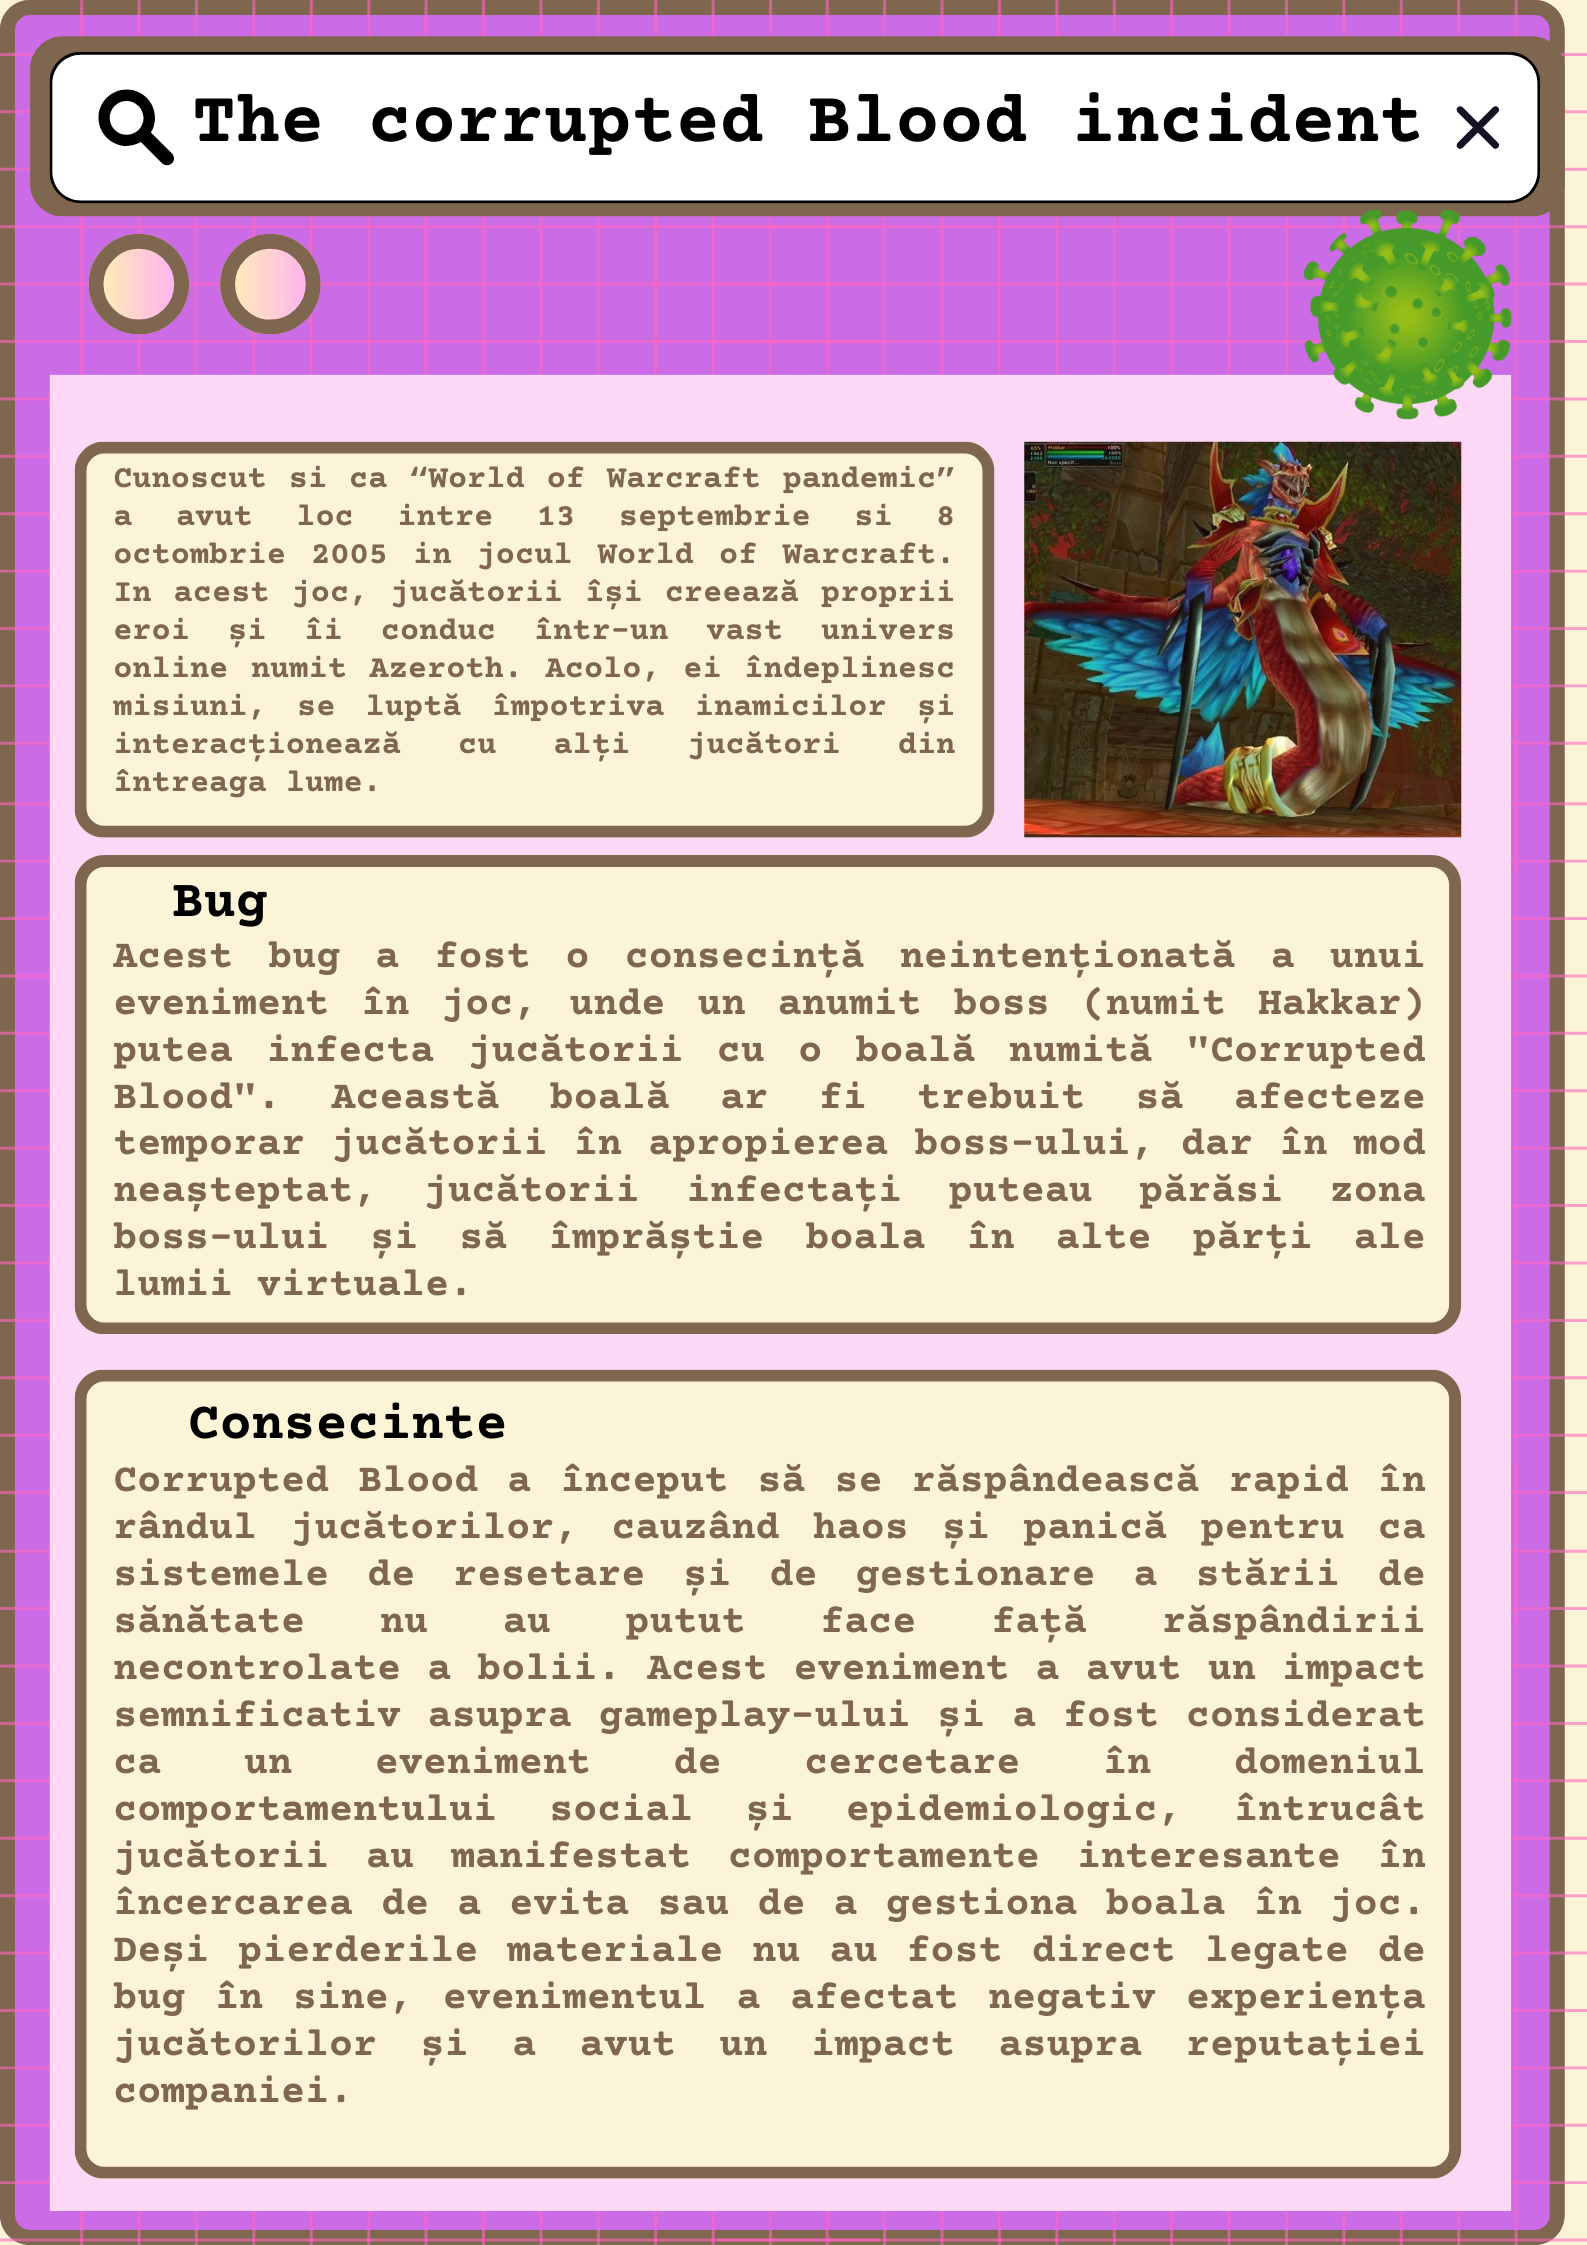 The corrupted Blood incident
Cunoscut si ca “World of Warcraft pandemic”
a avut loc intre 13 septembrie si 8
octombrie 2005 in jocul World of Warcraft.
In acest joc, jucătorii își creează proprii
eroi și îi conduc într-un vast univers
online numit Azeroth. Acolo, ei îndeplinesc
misiuni, se luptă împotriva inamicilor și
interacționează cu alți jucători din
întreaga lume.
Hakkar 100%
Bug
Acest bug a fost o consecință neintenționată a unui
eveniment în joc, unde un anumit boss (numit Hakkar)
putea infecta jucătorii cu o boală numită "Corrupted
Blood". Această boală ar fi trebuit să afecteze
temporar jucătorii în apropierea boss-ului, dar în mod
neașteptat, jucătorii infectați puteau părăsi zona
boss-ului și să împrăștie boala în alte părți ale
lumii virtuale.
Consecinte
Corrupted Blood a început să se răspândească rapid în
rândul jucătorilor, cauzând haos și panică pentru ca
sistemele de resetare și de gestionare a stării de
sănătate nu au putut face față răspândirii
necontrolate a bolii. Acest eveniment a avut un impact
semnificativ asupra gameplay-ului și a fost considerat
ca un eveniment de cercetare în domeniul
comportamentului social și epidemiologic, întrucât
jucătorii au manifestat comportamente interesante în
încercarea de a evita sau de a gestiona boala în joc.
Deși pierderile materiale nu au fost direct legate de
bug în sine, evenimentul a afectat negativ experiența
jucătorilor și a avut un impact asupra reputației
companiei.